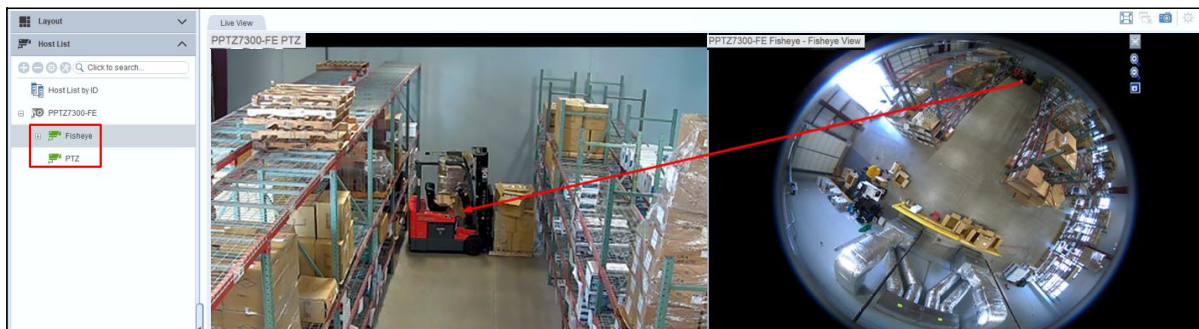 Layout
Host List
Click to search...
Host List by ID
PPTZ7300-FE
Fisheye
PTZ
Live View
PPTZ7300-FE PTZ
PPTZ7300-FE Fisheye - Fisheye View